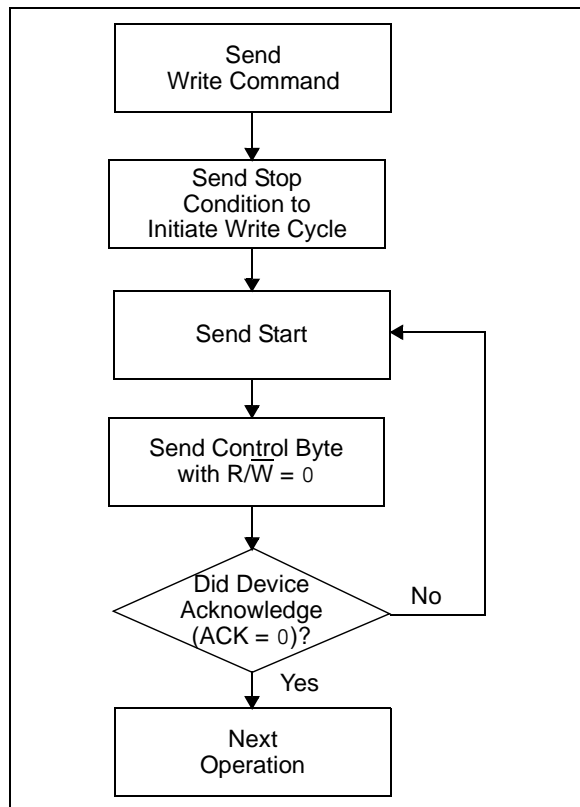 Send
Write Command
Send Stop
Condition to
Initiate Write Cycle
Send Start
Send Control Byte
with R/W̅ = 0
Did Device
Acknowledge
(ACK = 0)?
No
Yes
Next
Operation